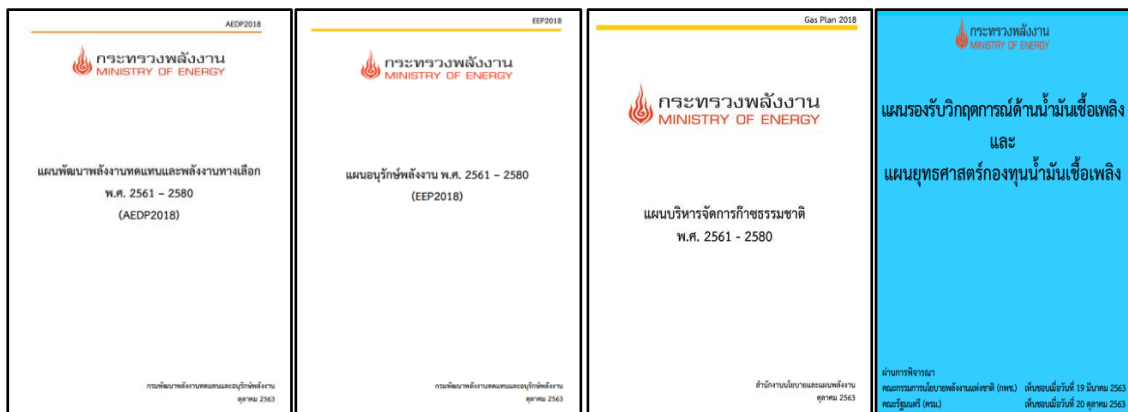 AEDP2018
กระทรวงพลังงาน
MINISTRY OF ENERGY
แผนพัฒนาพลังงานทดแทนและพลังงานทางเลือก
พ.ศ. 2561 – 2580
(AEDP2018)
กรมพัฒนาพลังงานทดแทนและอนุรักษ์พลังงาน
ตุลาคม 2563
EEP2018
กระทรวงพลังงาน
MINISTRY OF ENERGY
แผนอนุรักษ์พลังงาน พ.ศ. 2561 – 2580
(EEP2018)
กรมพัฒนาพลังงานทดแทนและอนุรักษ์พลังงาน
ตุลาคม 2563
Gas Plan 2018
กระทรวงพลังงาน
MINISTRY OF ENERGY
แผนบริหารจัดการก๊าซธรรมชาติ
พ.ศ. 2561 - 2580
สำนักงานนโยบายและแผนพลังงาน
ตุลาคม 2563
กระทรวงพลังงาน
MINISTRY OF ENERGY
แผนรองรับวิกฤตการณ์ด้านน้ำมันเชื้อเพลิง
และ
แผนยุทธศาสตร์กองทุนน้ำมันเชื้อเพลิง
ผ่านการพิจารณา
คณะกรรมการนโยบายพลังงานแห่งชาติ (กพช.) เห็นชอบเมื่อวันที่ 19 มีนาคม 2563
คณะรัฐมนตรี (ครม.) เห็นชอบเมื่อวันที่ 20 ตุลาคม 2563